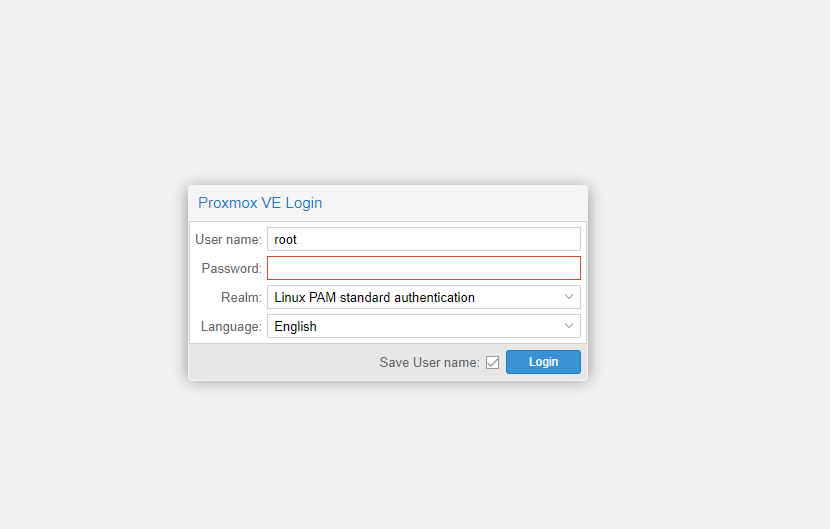 Proxmox VE Login
User name: root
Password:
Realm: Linux PAM standard authentication
Language: English
Save User name: Login